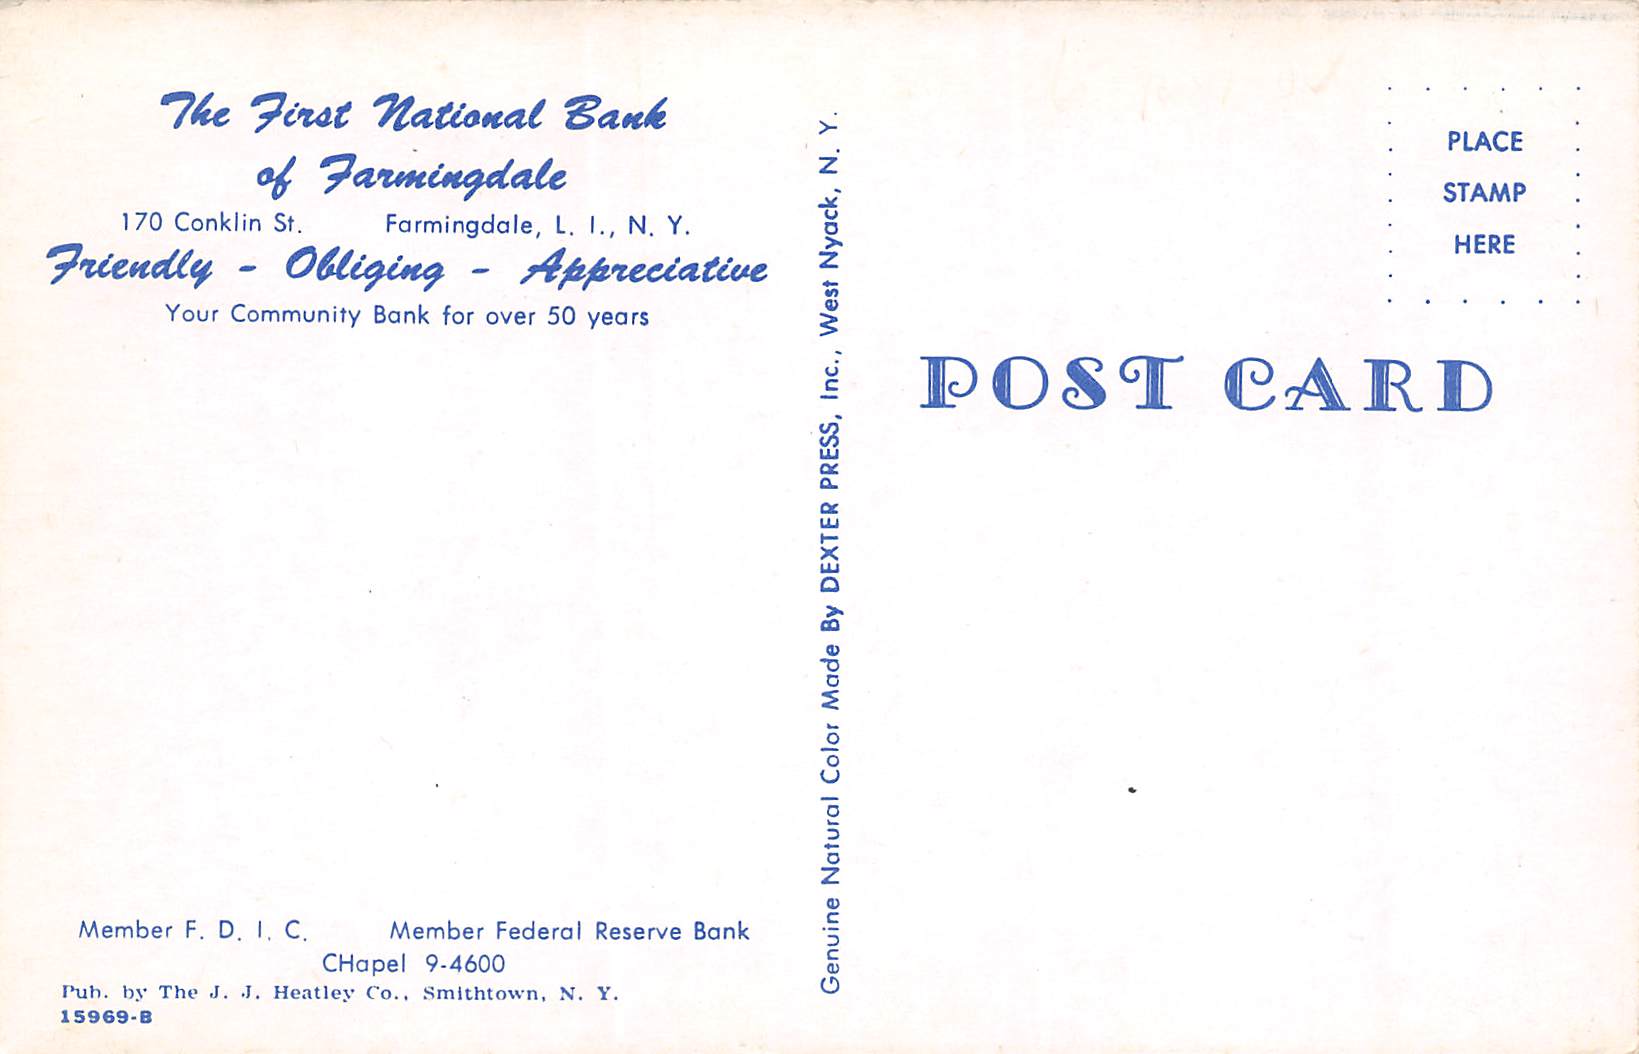 The First National Bank
of Farmingdale
170 Conklin St. Farmingdale, L. I., N. Y.
Friendly - Obliging - Appreciative
Your Community Bank for over 50 years
Member F. D. I. C. Member Federal Reserve Bank
CHapel 9-4600
Pub. by The J. J. Heatley Co., Smithtown, N. Y.
15969-B
Genuine Natural Color Made By DEXTER PRESS, Inc., West Nyack, N. Y.
PLACE
STAMP
HERE
POST CARD